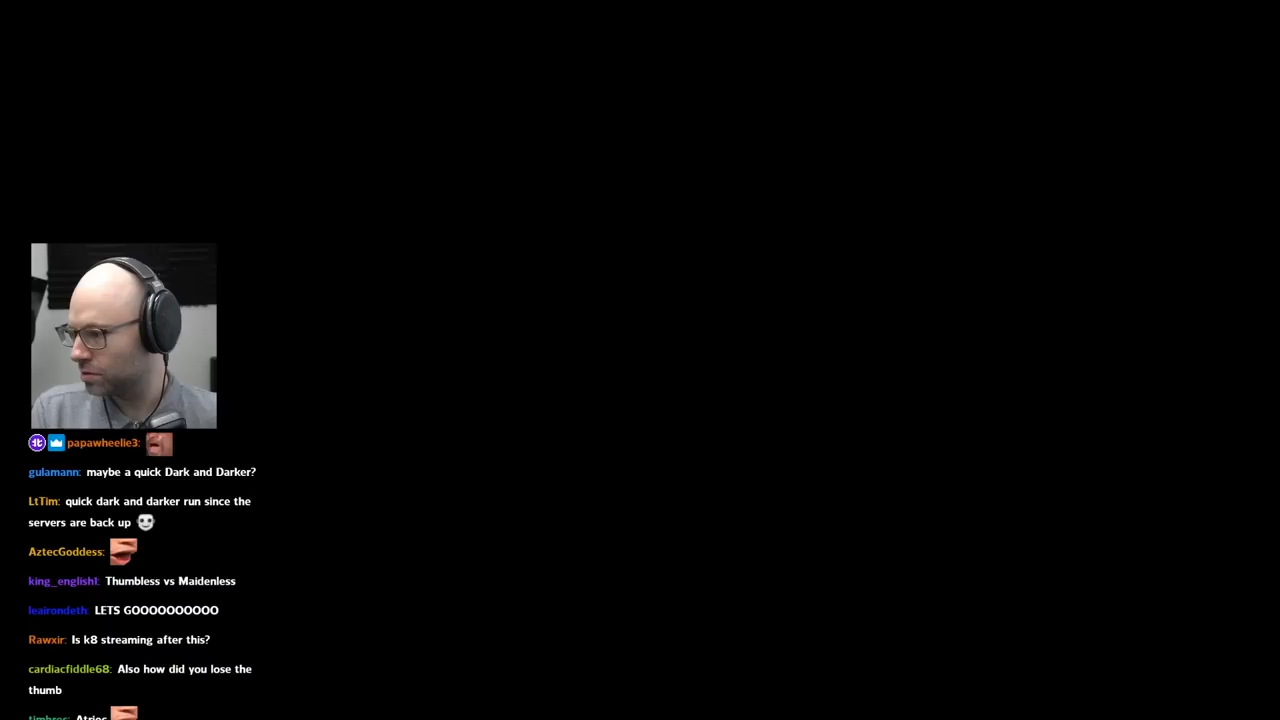 papawheelie3:
gulamann: maybe a quick Dark and Darker?
LtTim: quick dark and darker run since the
servers are back up
AztecGoddess:
king_english1: Thumbless vs Maidenless
leairondeth: LETS GOOOOOOOOOO
Rawxir: Is k8 streaming after this?
cardiacfiddle68: Also how did you lose the
thumb
Atrioc